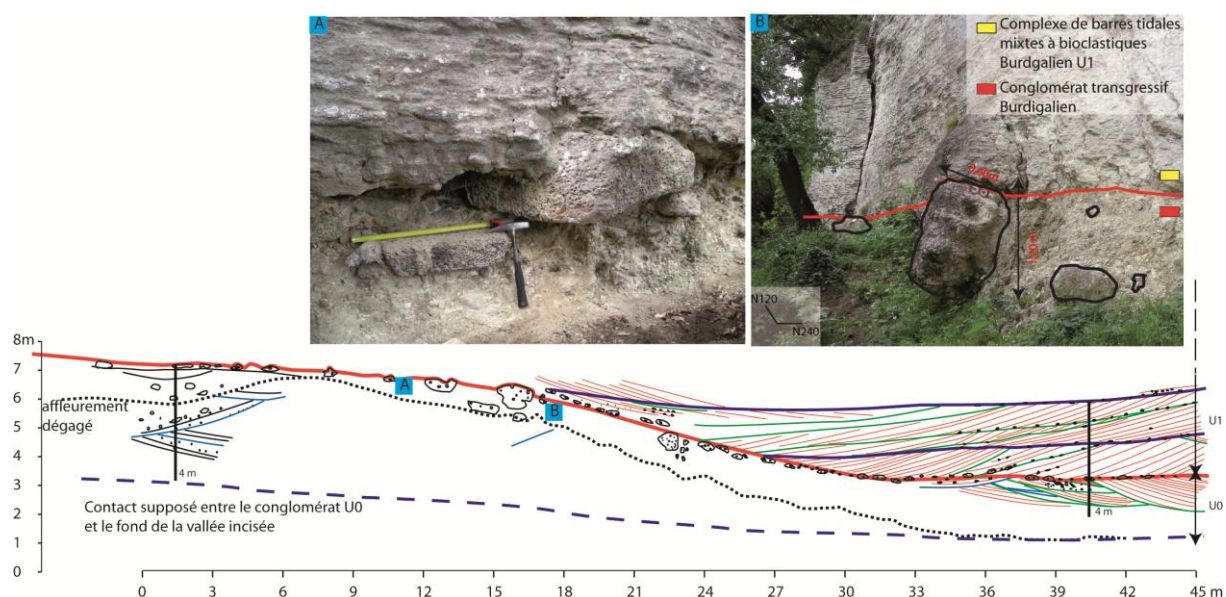 A
B
Complexe de barres tidales
mixtes à bioclastiques
Burdgalien U1
Conglomérat transgressif
Burdigalien
N120
N240
8m
7
6
5
4
3
2
1
0
affleurement
dégagé
A
B
4 m
4 m
U1
U0
Contact supposé entre le conglomérat U0
et le fond de la vallée incisée
0
3
6
9
12
15
18
21
24
27
30
33
36
39
42
45 m